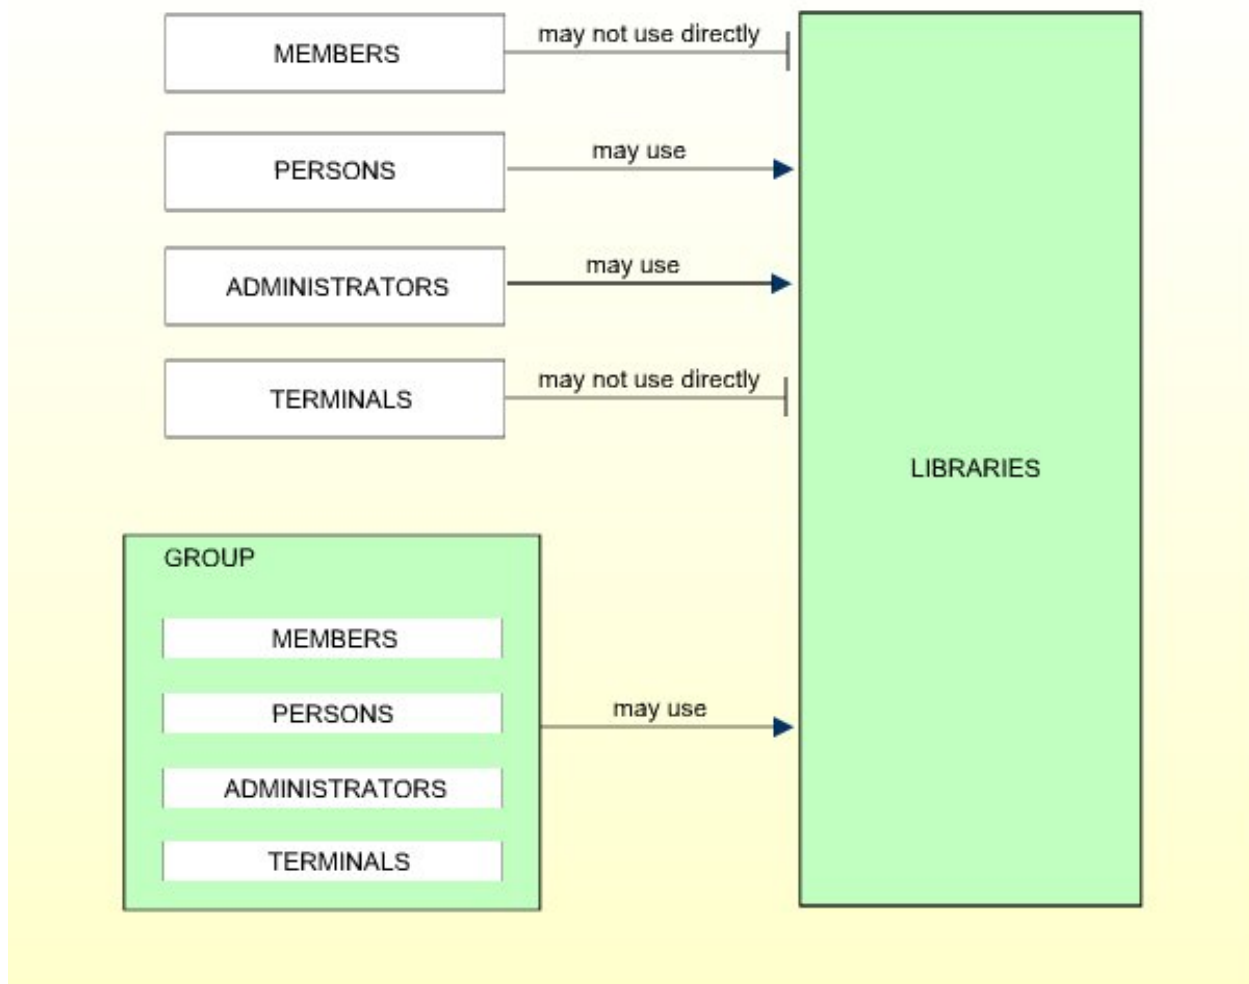 MEMBERS
may not use directly
PERSONS
may use
ADMINISTRATORS
may use
TERMINALS
may not use directly
LIBRARIES
GROUP
MEMBERS
PERSONS
ADMINISTRATORS
TERMINALS
may use